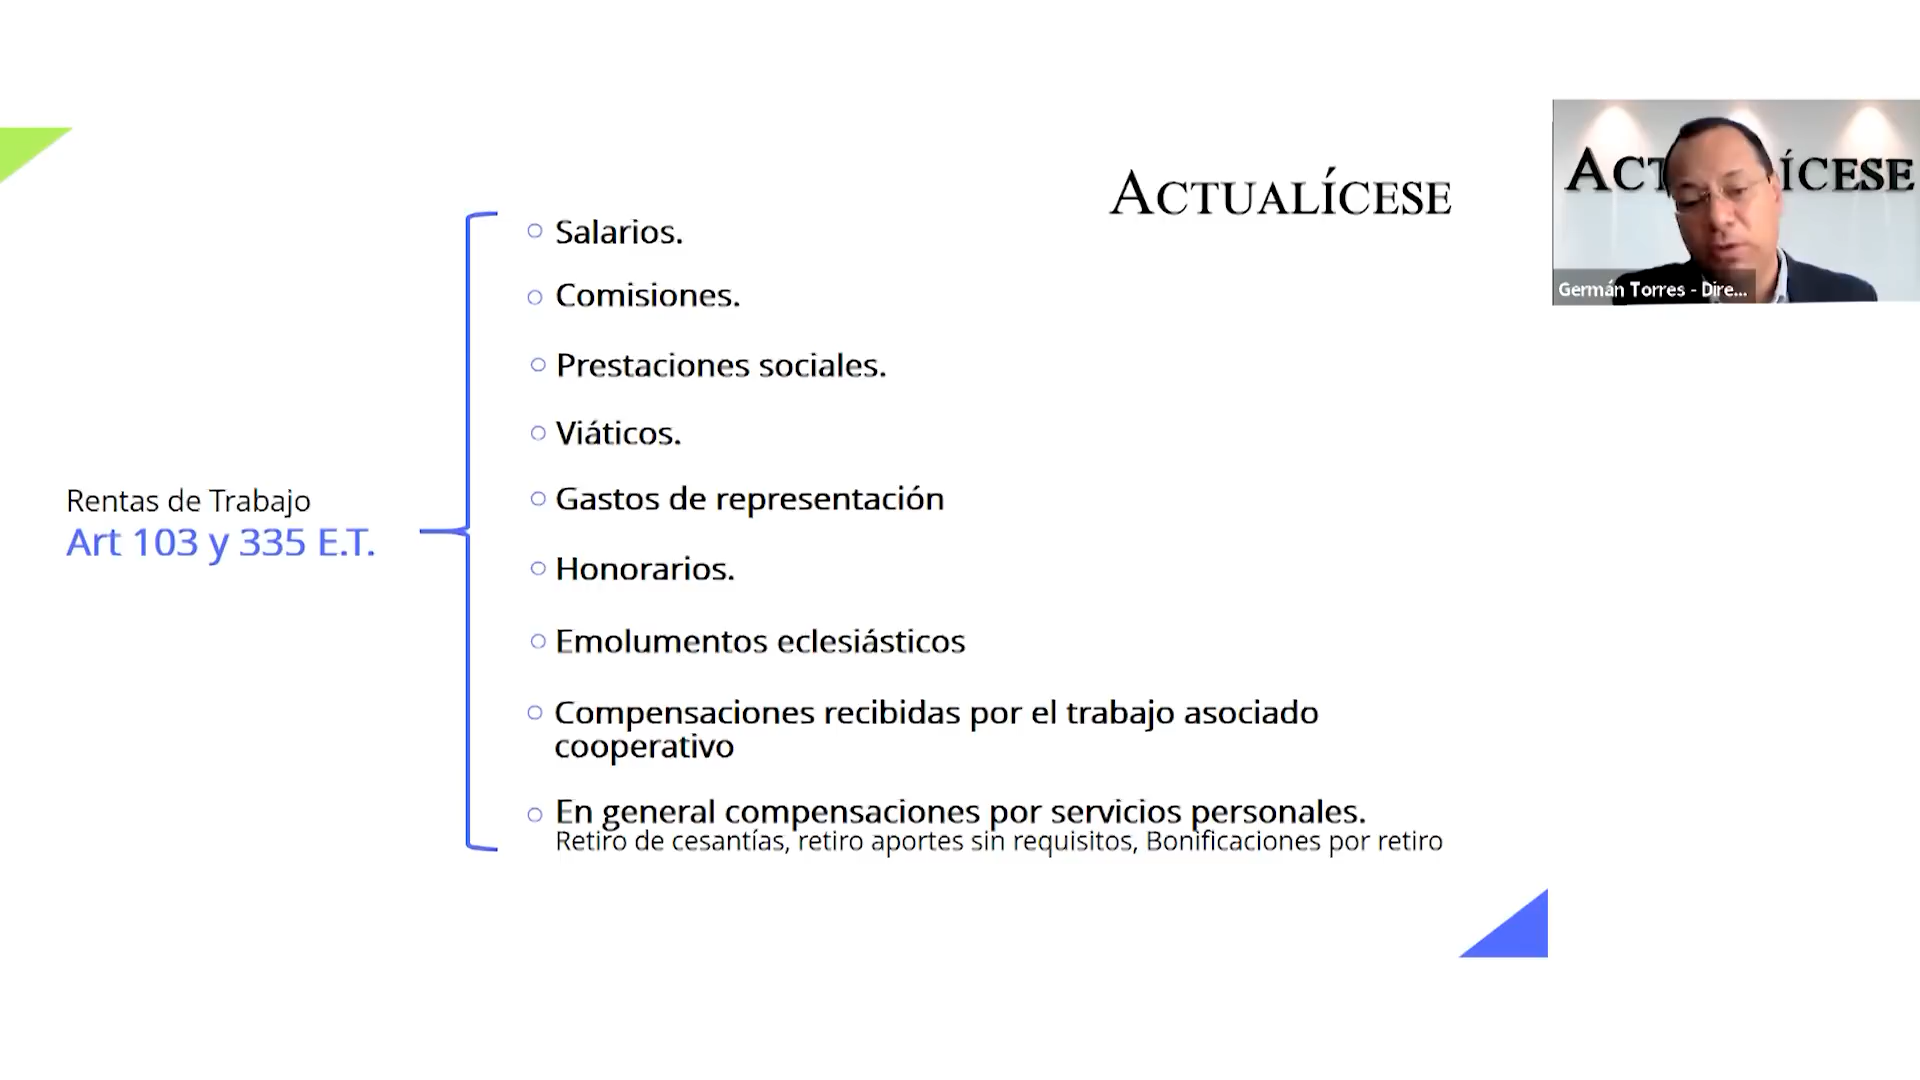 ACTUALÍCESE
Salarios.
Comisiones.
Prestaciones sociales.
Viáticos.
Gastos de representación
Honorarios.
Emolumentos eclesiásticos
Compensaciones recibidas por el trabajo asociado
cooperativo
En general compensaciones por servicios personales.
Retiro de cesantías, retiro aportes sin requisitos, Bonificaciones por retiro
Rentas de Trabajo
Art 103 y 335 E.T.
ACT ÍCESE
Germán Torres - Dire...